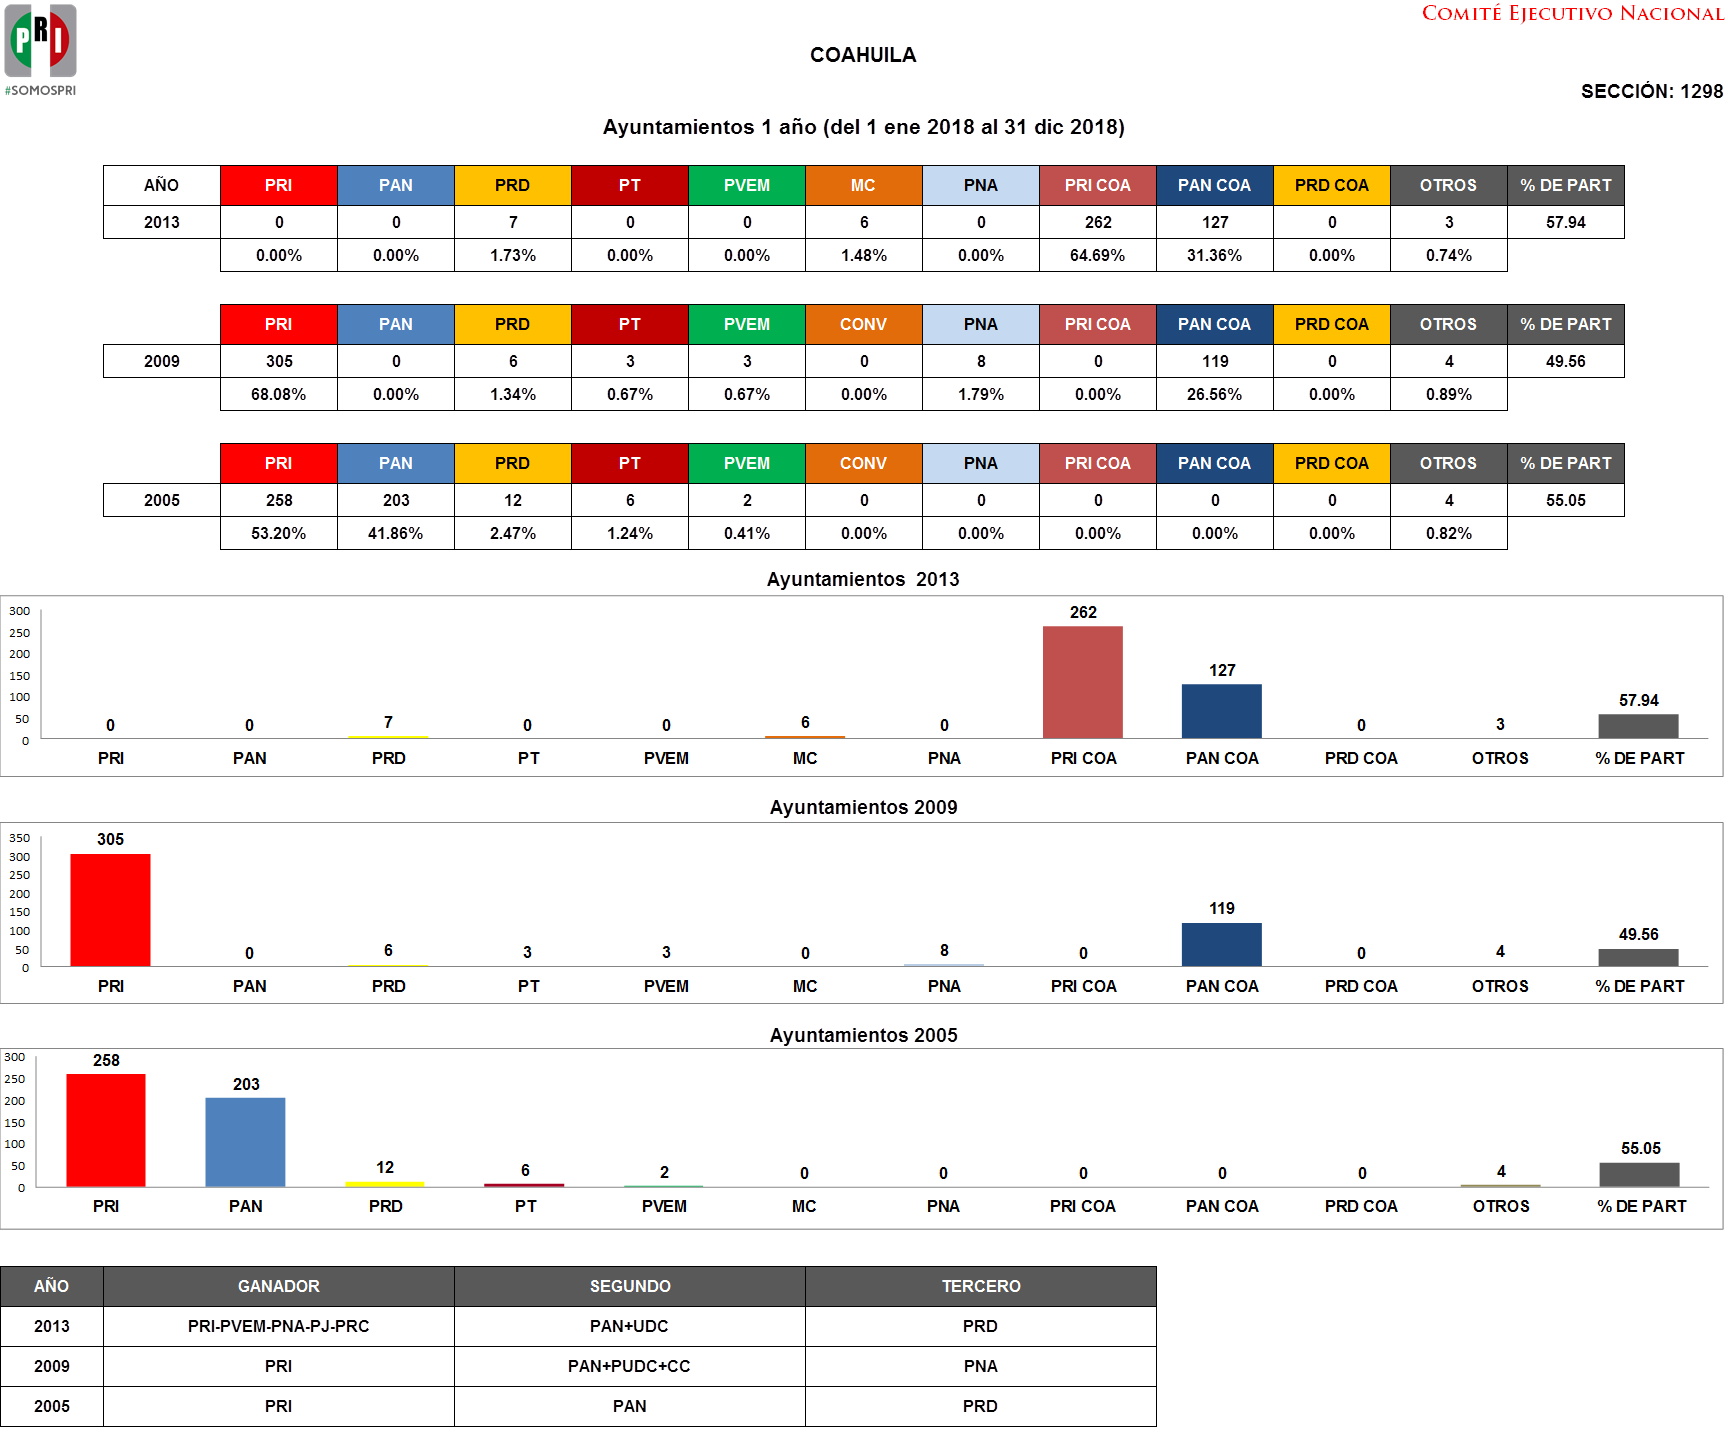 COMITÉ EJECUTIVO NACIONAL
PRI
#SOMOSPRI
COAHUILA
SECCIÓN: 1298
Ayuntamientos 1 año (del 1 ene 2018 al 31 dic 2018)
AÑO PRI PAN PRD PT PVEM MC PNA PRI COA PAN COA PRD COA OTROS % DE PART
2013 0 0 7 0 0 6 0 262 127 0 3 57.94
0.00% 0.00% 1.73% 0.00% 0.00% 1.48% 0.00% 64.69% 31.36% 0.00% 0.74%
PRI PAN PRD PT PVEM CONV PNA PRI COA PAN COA PRD COA OTROS % DE PART
2009 305 0 6 3 3 0 8 0 119 0 4 49.56
68.08% 0.00% 1.34% 0.67% 0.67% 0.00% 1.79% 0.00% 26.56% 0.00% 0.89%
PRI PAN PRD PT PVEM CONV PNA PRI COA PAN COA PRD COA OTROS % DE PART
2005 258 203 12 6 2 0 0 0 0 0 4 55.05
53.20% 41.86% 2.47% 1.24% 0.41% 0.00% 0.00% 0.00% 0.00% 0.00% 0.82%
Ayuntamientos 2013
300
250
200
150
100
50
0
0 0 7 0 0 6 0 262 127 0 3 57.94
PRI PAN PRD PT PVEM MC PNA PRI COA PAN COA PRD COA OTROS % DE PART
Ayuntamientos 2009
350
300
250
200
150
100
50
0
305 0 6 3 3 0 8 0 119 0 4 49.56
PRI PAN PRD PT PVEM MC PNA PRI COA PAN COA PRD COA OTROS % DE PART
Ayuntamientos 2005
300
250
200
150
100
50
0
258 203 12 6 2 0 0 0 0 0 4 55.05
PRI PAN PRD PT PVEM MC PNA PRI COA PAN COA PRD COA OTROS % DE PART
AÑO GANADOR SEGUNDO TERCERO
2013 PRI-PVEM-PNA-PJ-PRC PAN+UDC PRD
2009 PRI PAN+PUDC+CC PNA
2005 PRI PAN PRD